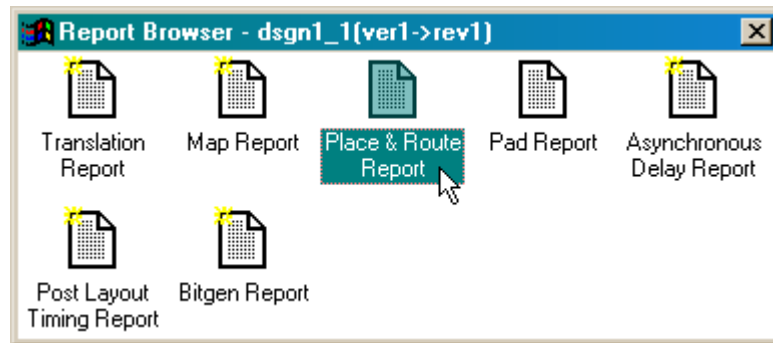 Report Browser - dsgn1_1(ver1->rev1)
Translation Report
Map Report
Place & Route Report
Pad Report
Asynchronous Delay Report
Post Layout Timing Report
Bitgen Report